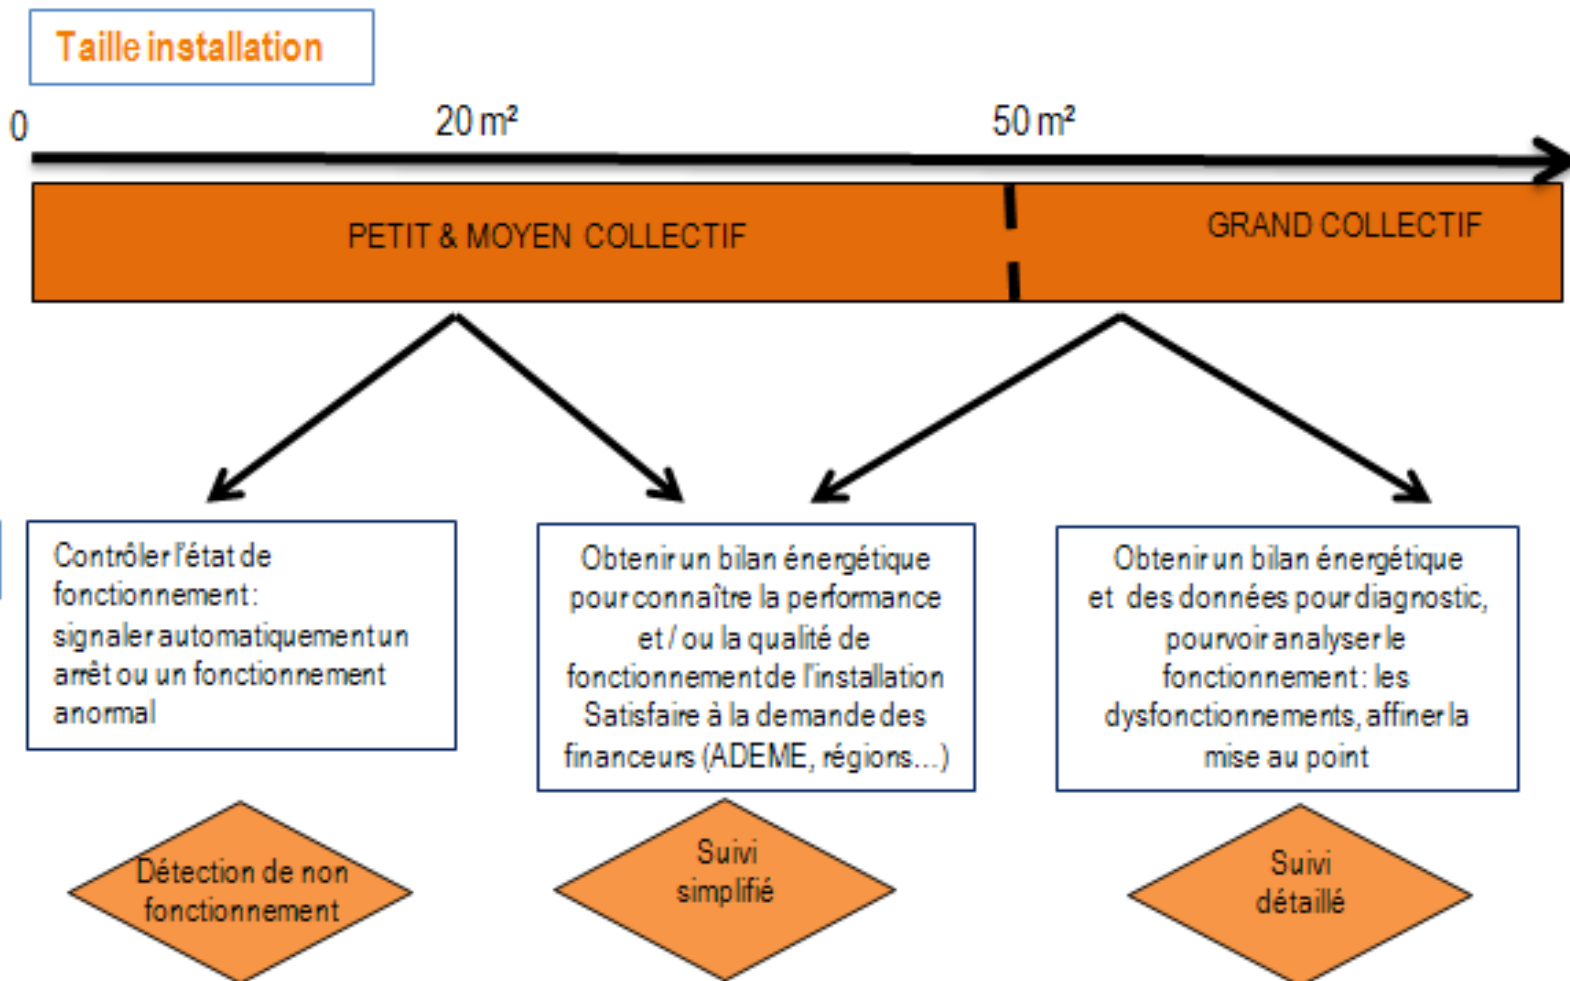 Taille installation
0
20 m²
50 m²
PETIT & MOYEN COLLECTIF
GRAND COLLECTIF
Contrôler l'état de
fonctionnement :
signaler automatiquement un
arrêt ou un fonctionnement
anormal
Obtenir un bilan énergétique
pour connaître la performance
et / ou la qualité de
fonctionnement de l'installation
Satisfaire à la demande des
financeurs (ADEME, régions...)
Obtenir un bilan énergétique
et des données pour diagnostic,
pourvoir analyser le
fonctionnement : les
dysfonctionnements, affiner la
mise au point
Détection de non
fonctionnement
Suivi
simplifié
Suivi
détaillé